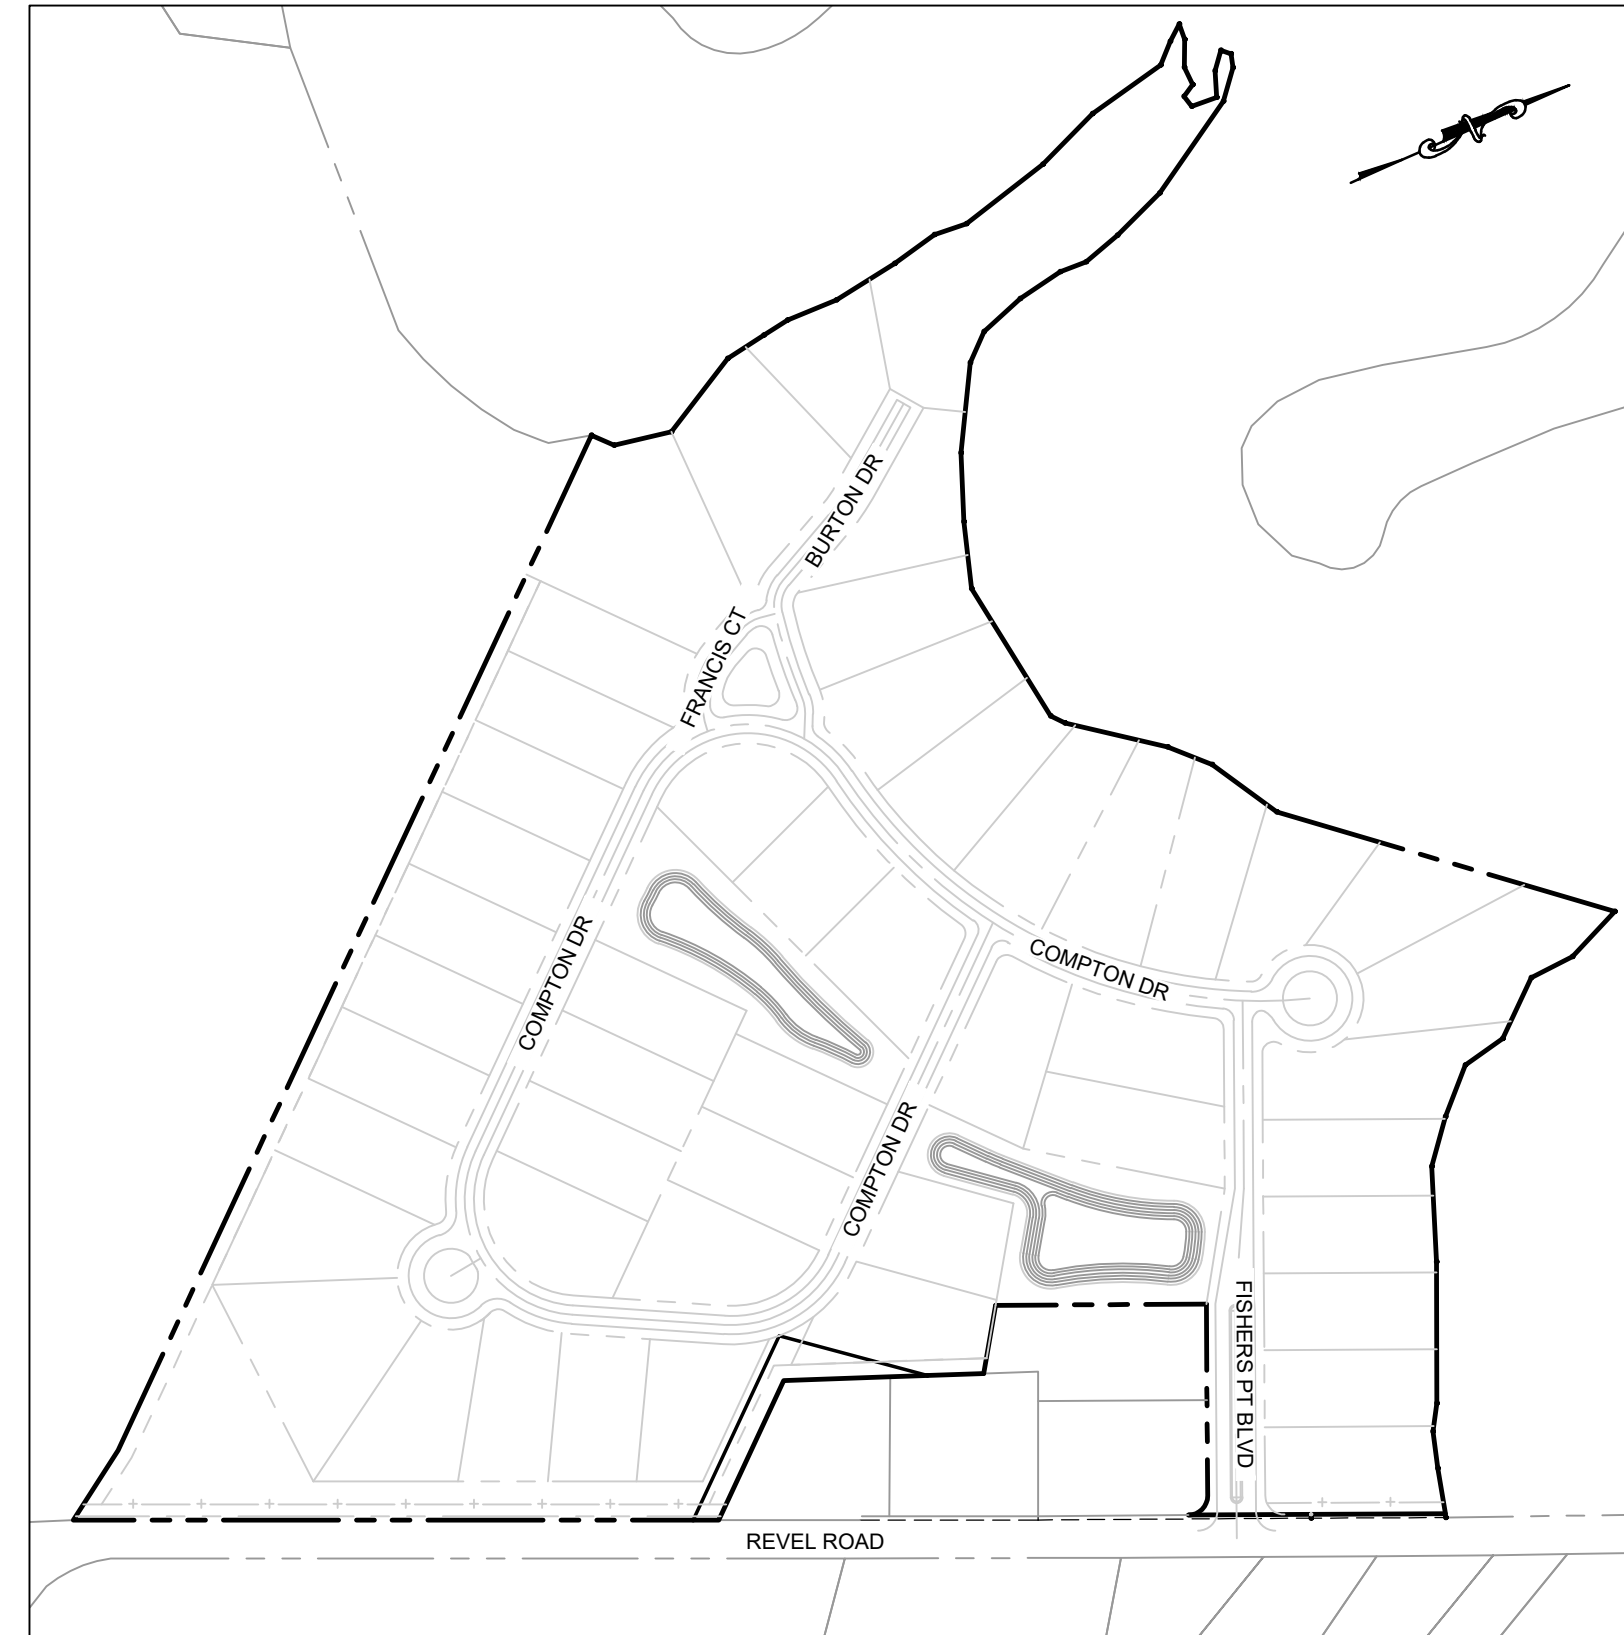 BURTON DR
FRANCIS CT
COMPTON DR
COMPTON DR
COMPTON DR
FISHERS PT BLVD
REVEL ROAD